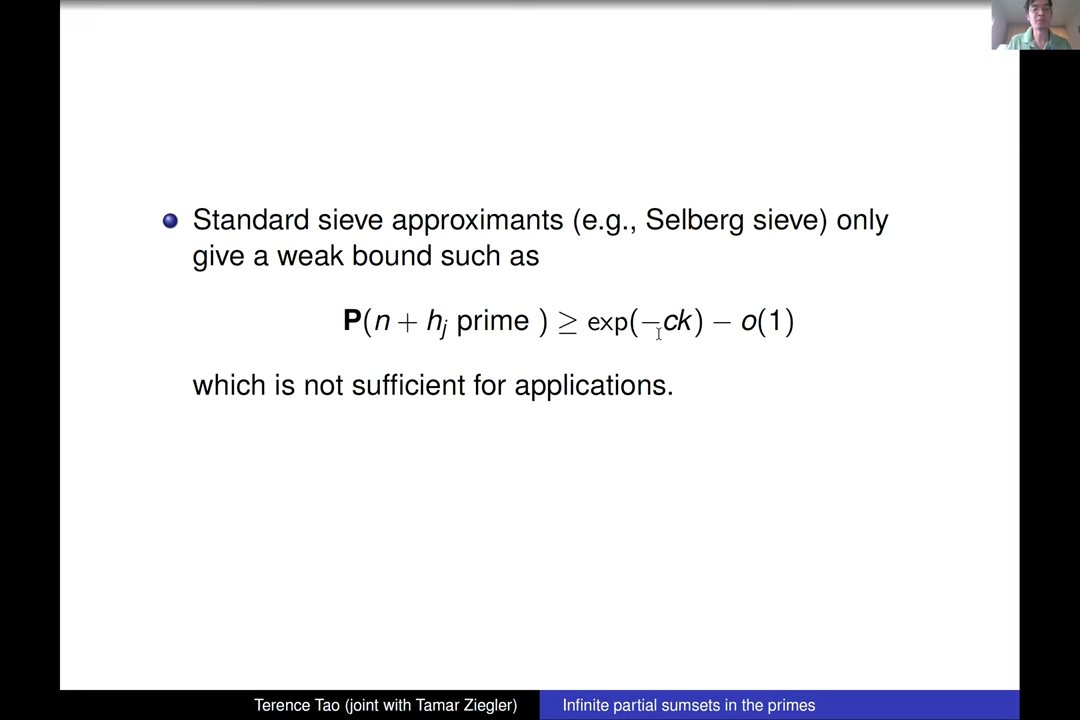 Standard sieve approximants (e.g., Selberg sieve) only
give a weak bound such as
P(n + h_j prime ) ≥ exp(−ck) − o(1)
which is not sufficient for applications.
Terence Tao (joint with Tamar Ziegler)
Infinite partial sumsets in the primes